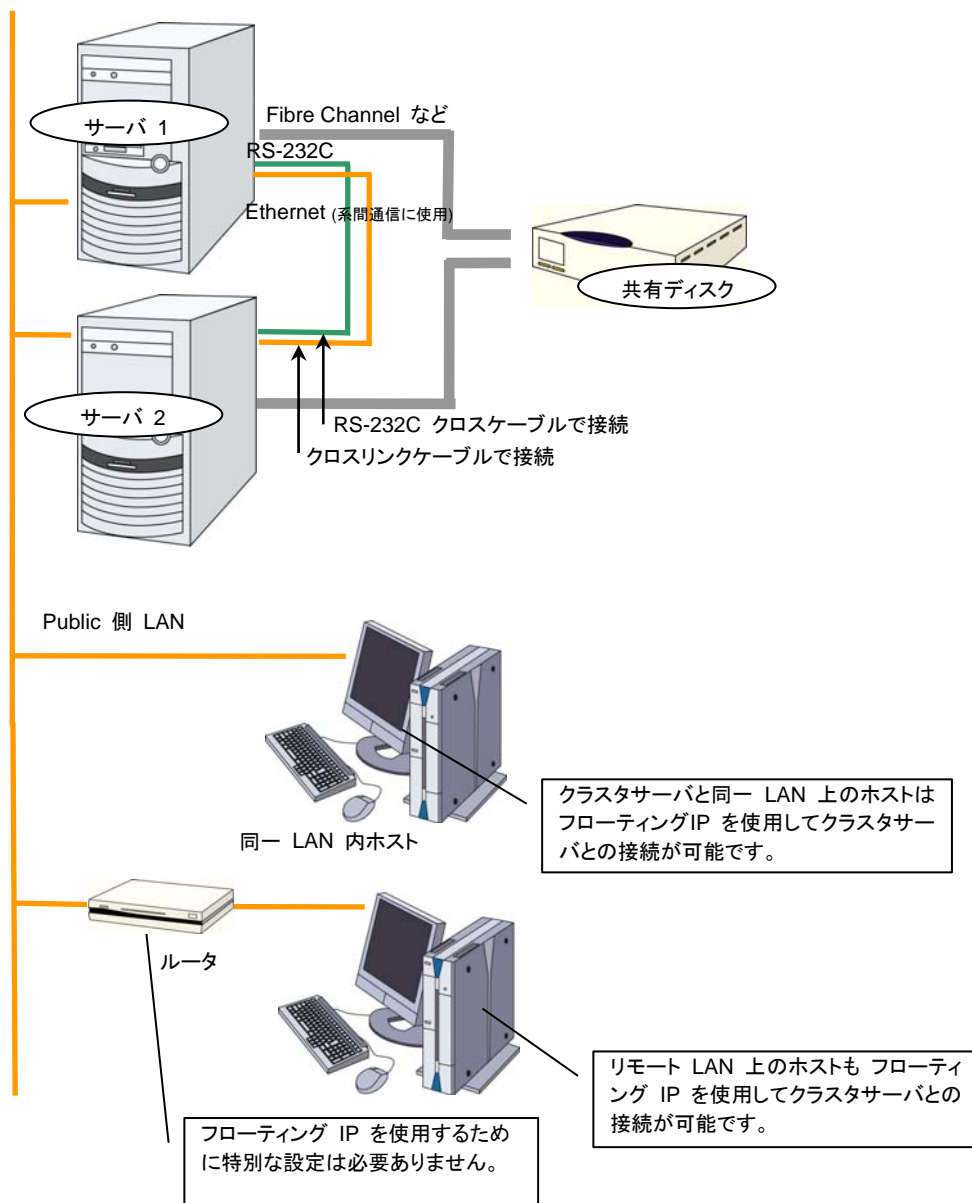 Fibre Channel など
サーバ 1
RS-232C
Ethernet (系間通信に使用)
共有ディスク
サーバ 2
RS-232C クロスケーブルで接続
クロスリンクケーブルで接続
Public 側 LAN
クラスタサーバと同一 LAN 上のホストは
フローティングIP を使用してクラスタサー
バとの接続が可能です。
同一 LAN 内ホスト
ルータ
リモート LAN 上のホストも フローティ
ング IP を使用してクラスタサーバとの
接続が可能です。
フローティング IP を使用するため
に特別な設定は必要ありません。